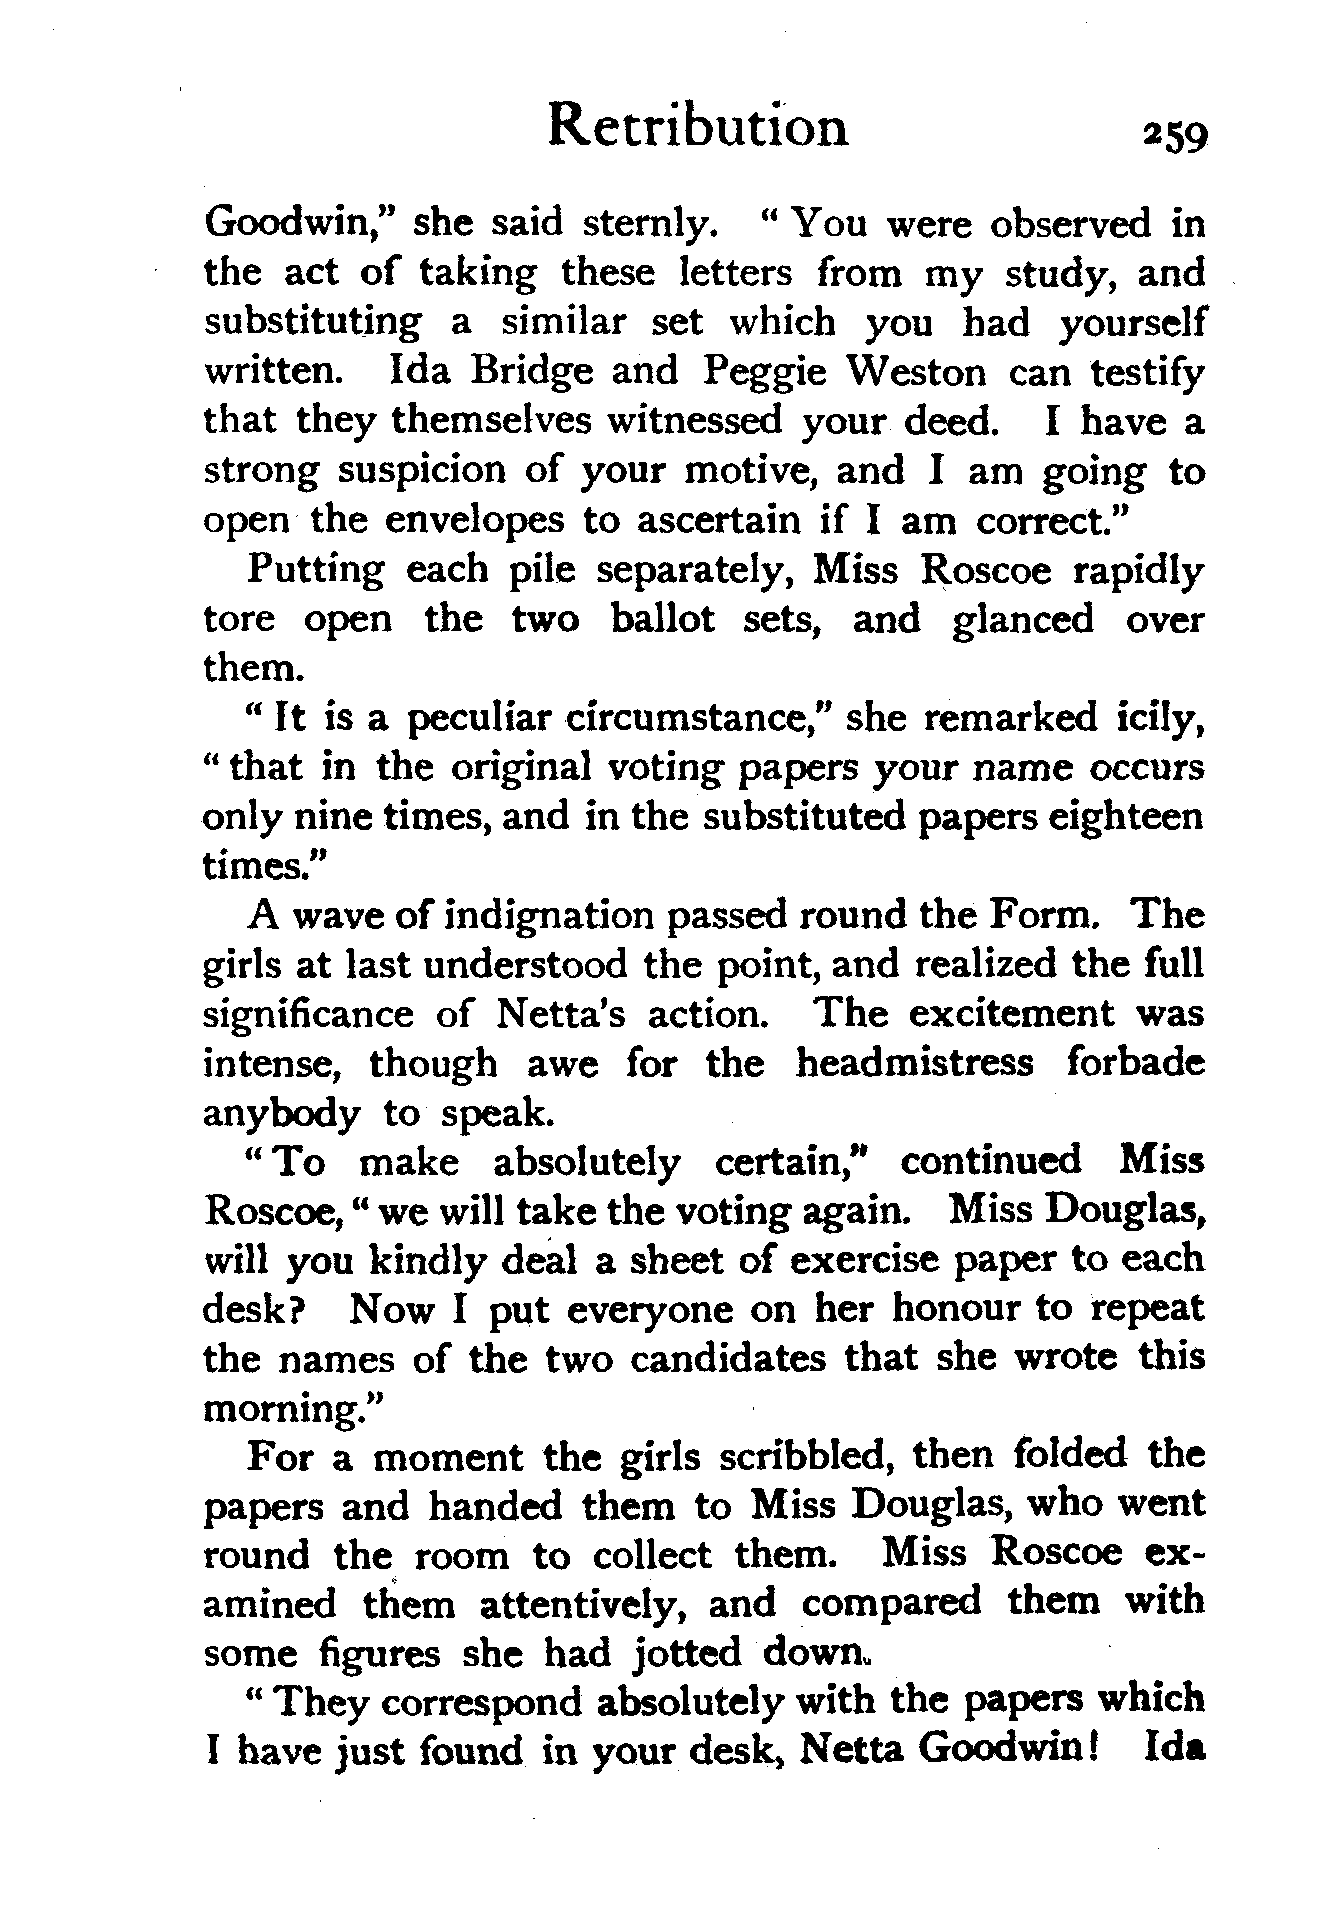 Retribution 259
Goodwin," she said sternly. "You were observed in
the act of taking these letters from my study, and
substituting a similar set which you had yourself
written. Ida Bridge and Peggie Weston can testify
that they themselves witnessed your deed. I have a
strong suspicion of your motive, and I am going to
open the envelopes to ascertain if I am correct."
Putting each pile separately, Miss Roscoe rapidly
tore open the two ballot sets, and glanced over
them.
"It is a peculiar circumstance," she remarked icily,
"that in the original voting papers your name occurs
only nine times, and in the substituted papers eighteen
times."
A wave of indignation passed round the Form. The
girls at last understood the point, and realized the full
significance of Netta's action. The excitement was
intense, though awe for the headmistress forbade
anybody to speak.
"To make absolutely certain," continued Miss
Roscoe, "we will take the voting again. Miss Douglas,
will you kindly deal a sheet of exercise paper to each
desk? Now I put everyone on her honour to repeat
the names of the two candidates that she wrote this
morning."
For a moment the girls scribbled, then folded the
papers and handed them to Miss Douglas, who went
round the room to collect them. Miss Roscoe ex-
amined them attentively, and compared them with
some figures she had jotted down.
"They correspond absolutely with the papers which
I have just found in your desk, Netta Goodwin! Ida